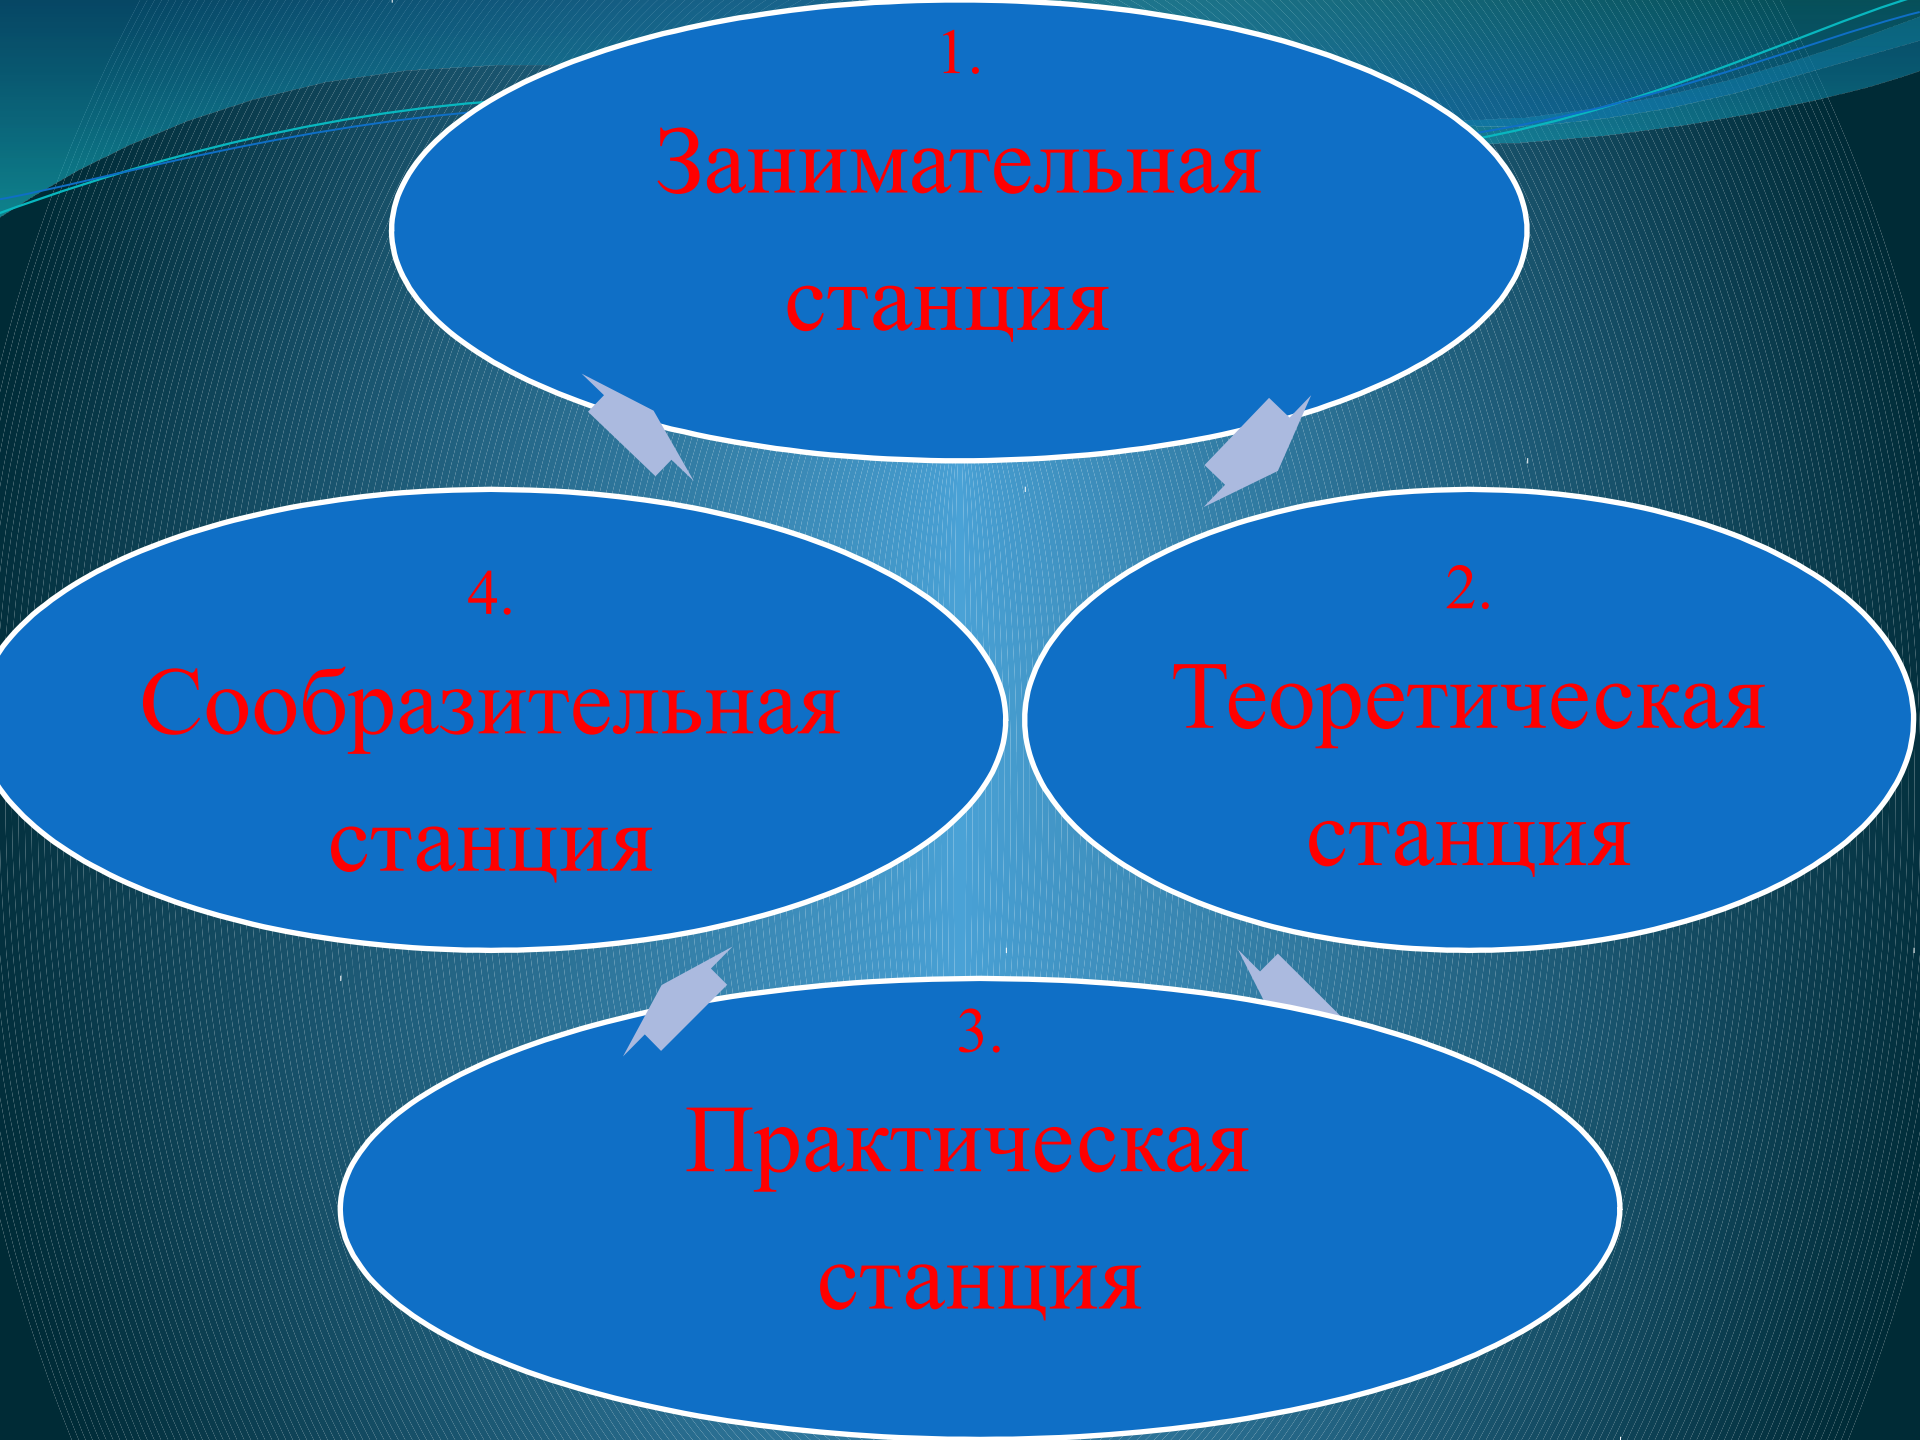 1.
Занимательная
станция
2.
Теоретическая
станция
3.
Практическая
станция
4.
Сообразительная
станция